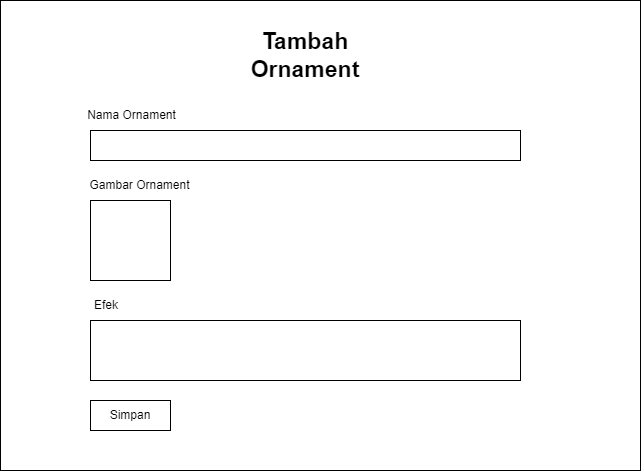 Tambah
Ornament
Nama Ornament
Gambar Ornament
Efek
Simpan